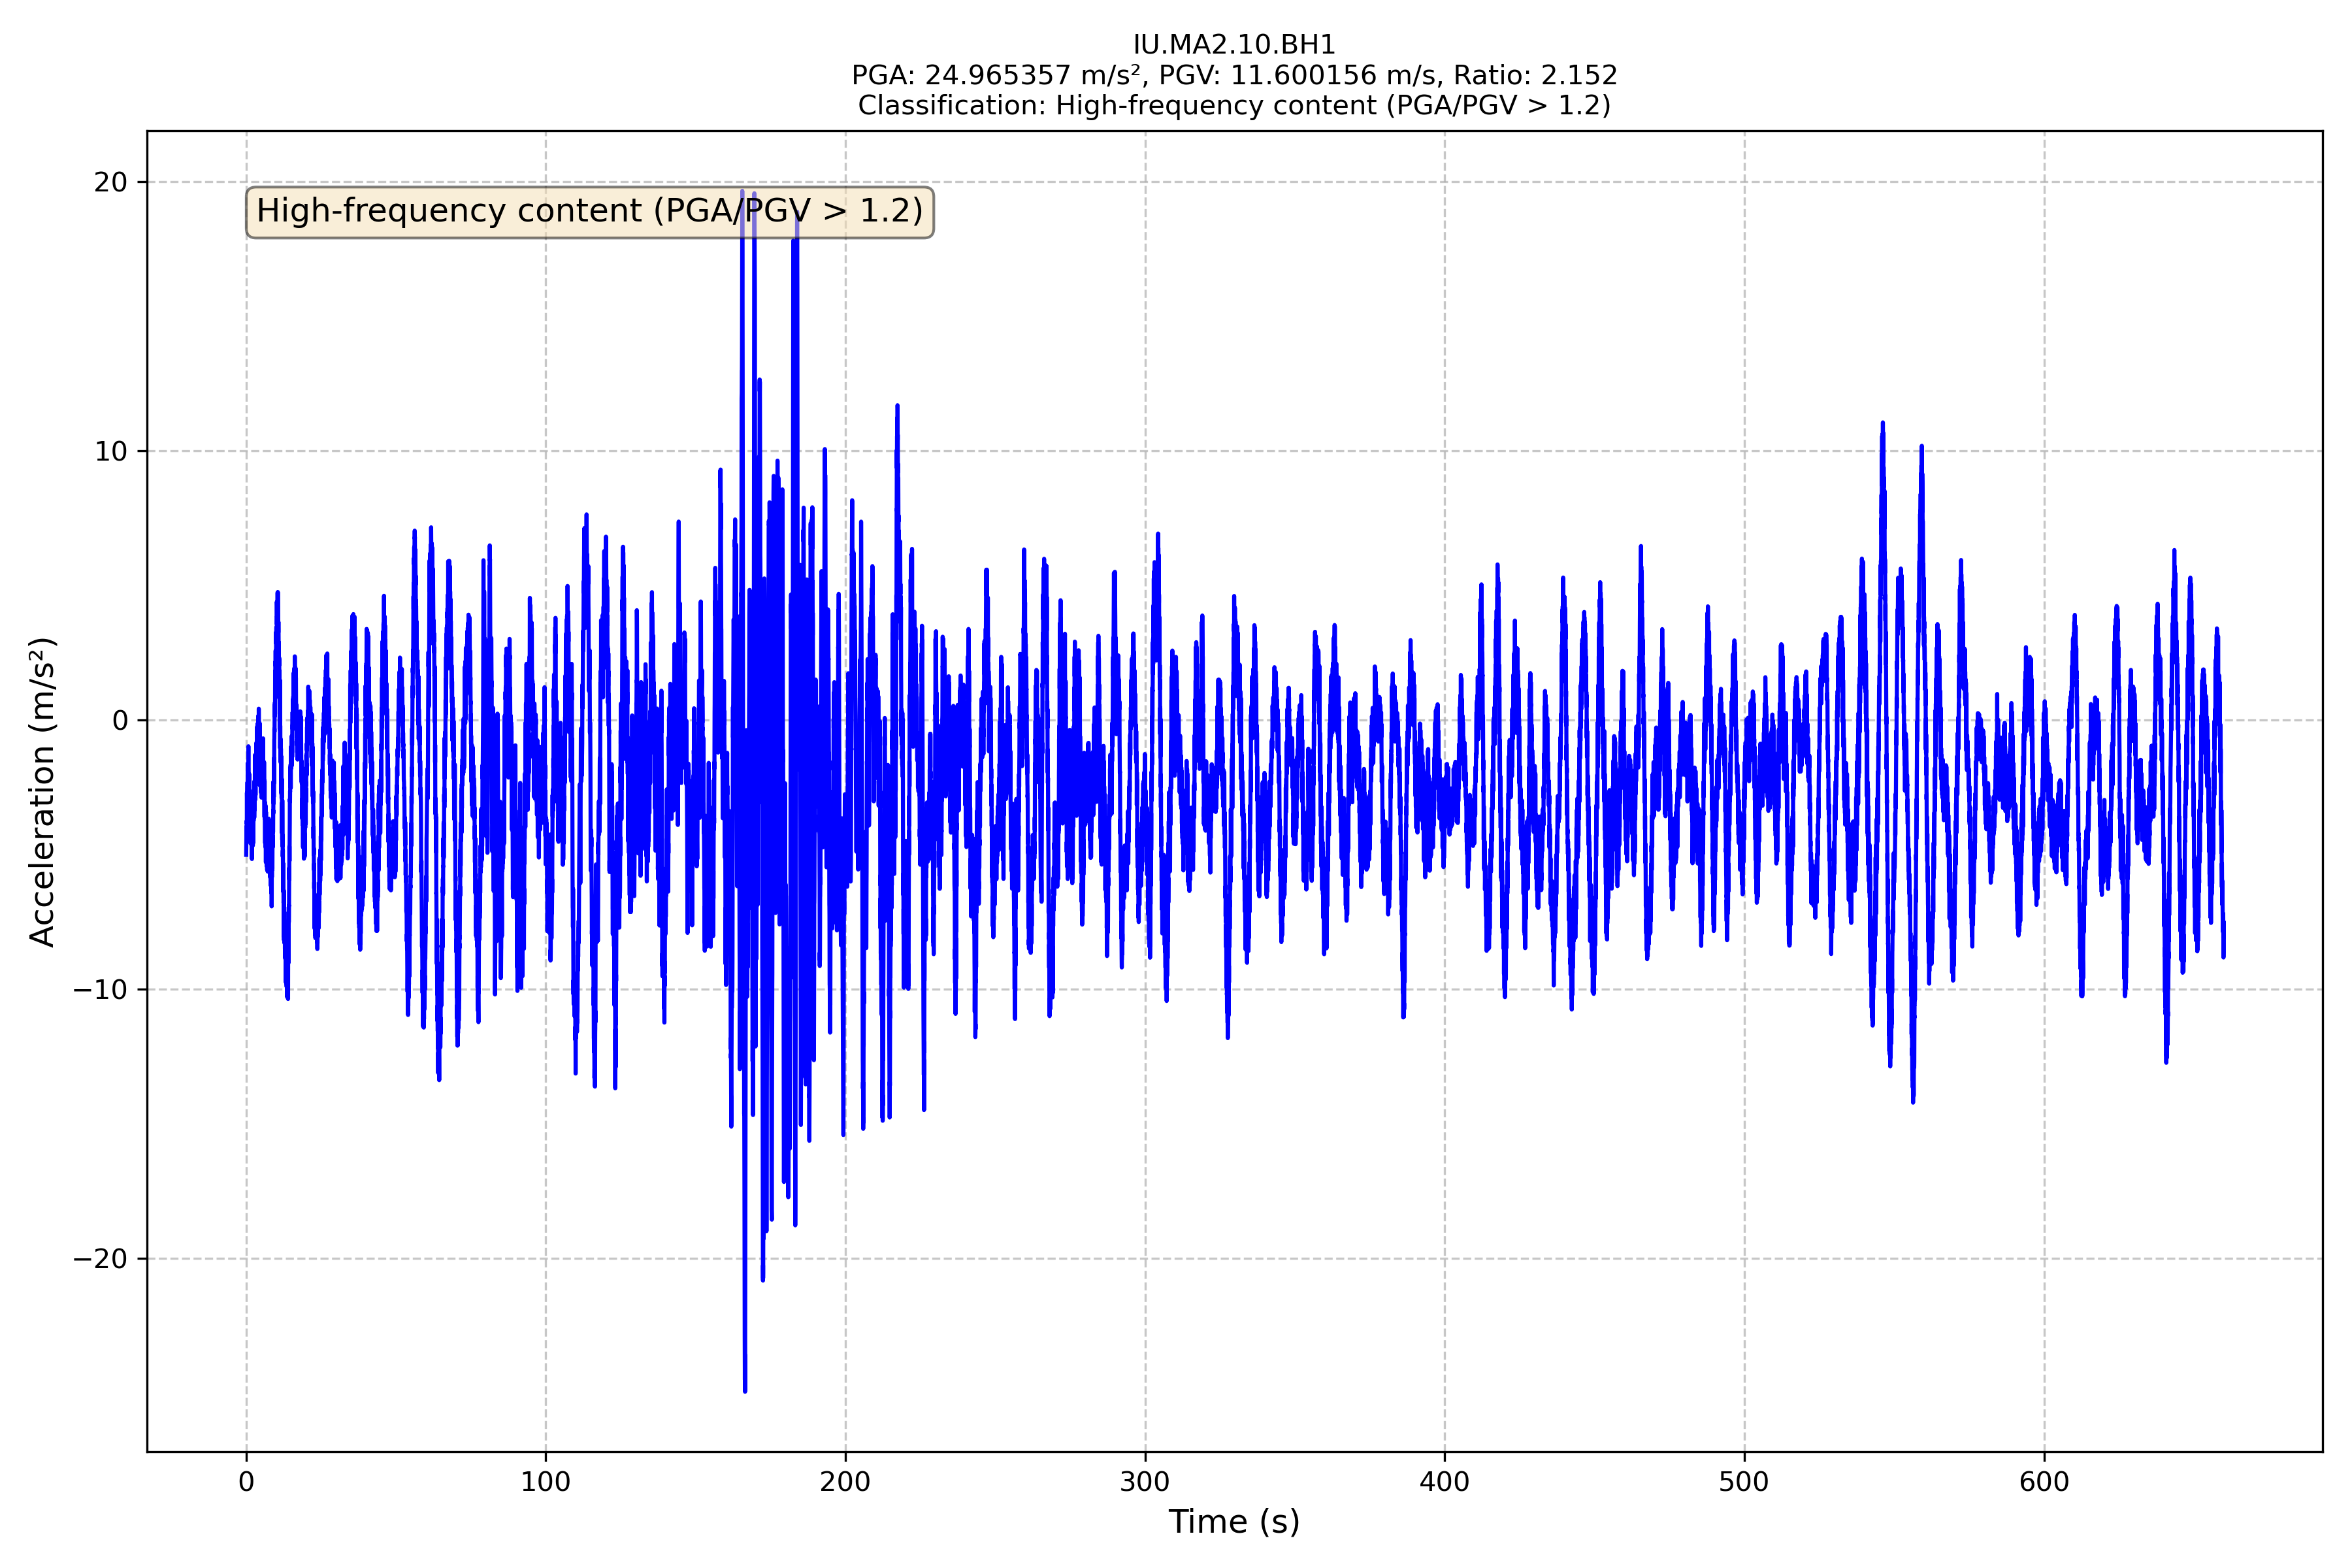 IU.MA2.10.BH1
PGA: 24.965357 m/s², PGV: 11.600156 m/s, Ratio: 2.152
Classification: High-frequency content (PGA/PGV > 1.2)
High-frequency content (PGA/PGV > 1.2)
20
10
0
−10
−20
Acceleration (m/s²)
0 100 200 300 400 500 600
Time (s)